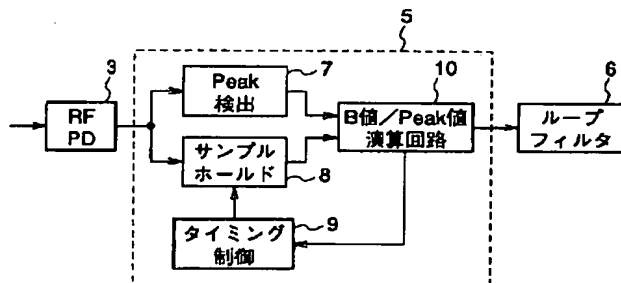 5
3
7
10
6
RF
PD
Peak
検出
B値／Peak値
演算回路
ループ
フィルタ
サンプル
ホールド
8
9
タイミング
制御